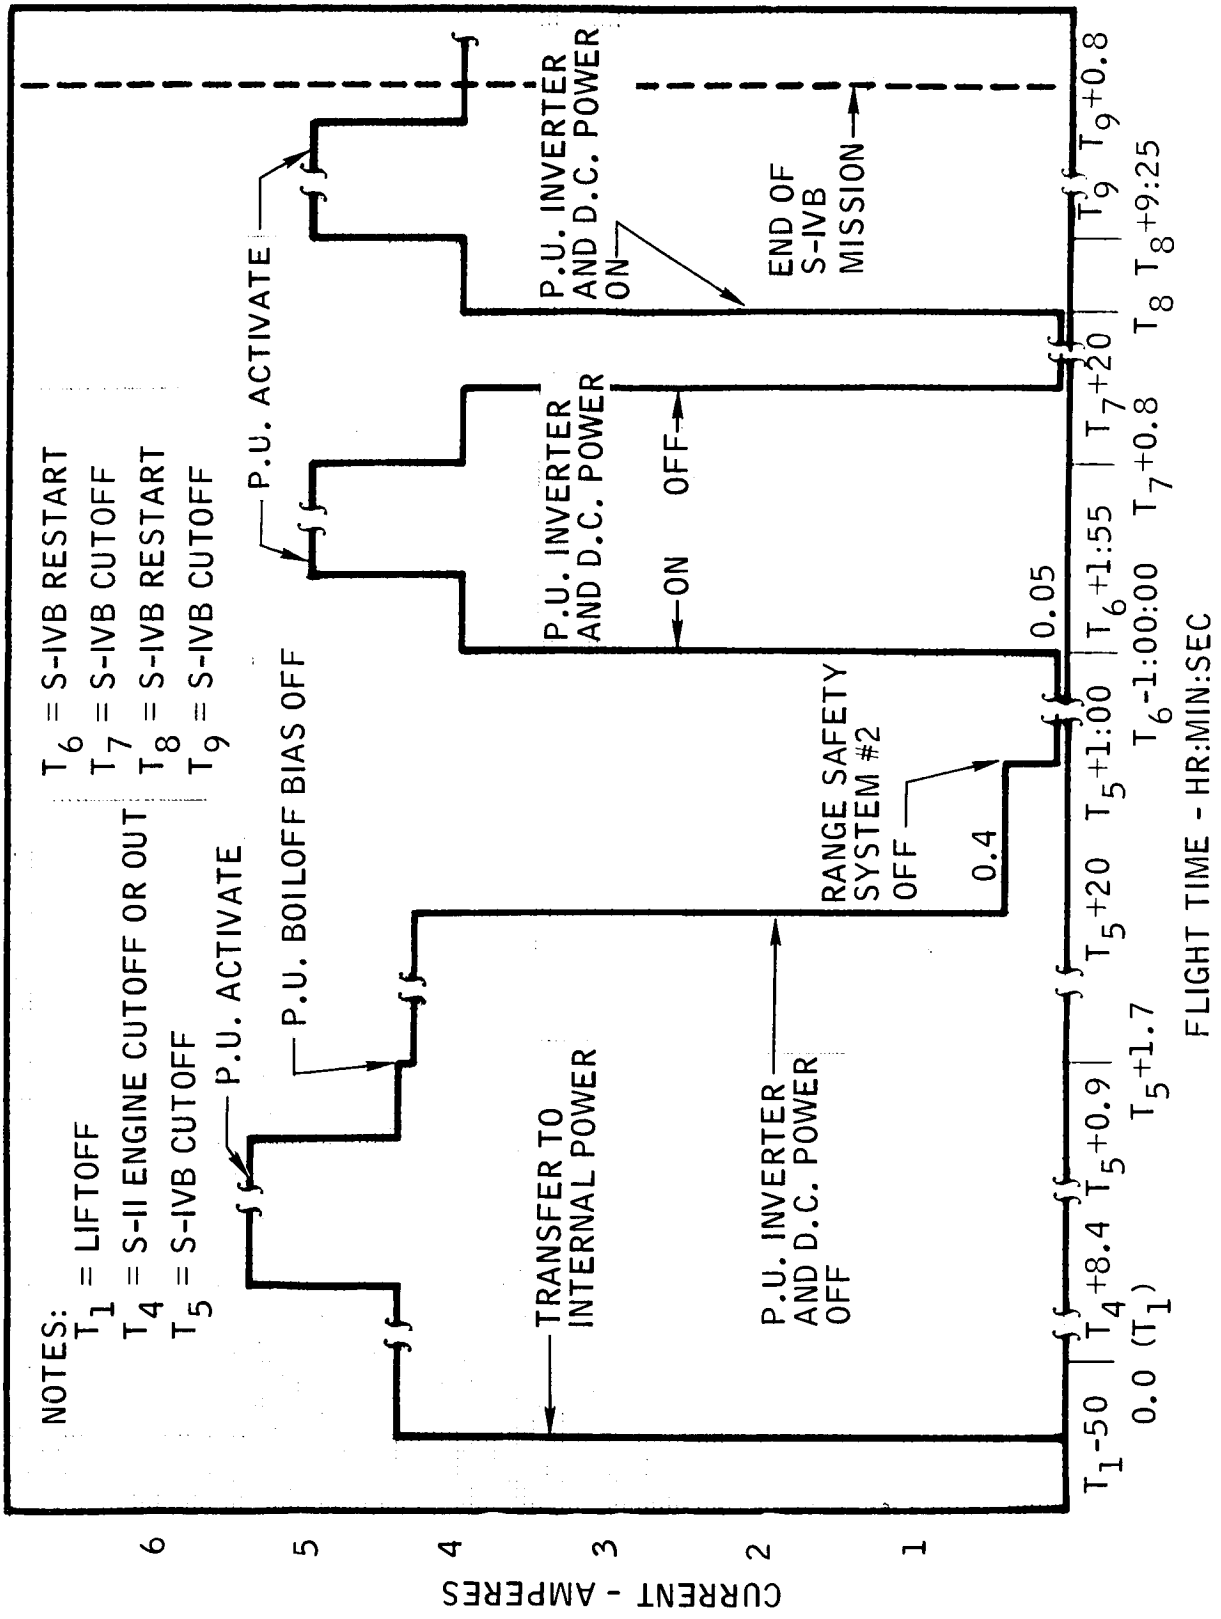 NOTES:
T1 = LIFTOFF
T4 = S-II ENGINE CUTOFF OR OUT
T5 = S-IVB CUTOFF
T6 = S-IVB RESTART
T7 = S-IVB CUTOFF
T8 = S-IVB RESTART
T9 = S-IVB CUTOFF
P.U. ACTIVATE
P.U. BOILOFF BIAS OFF
P.U. ACTIVATE
TRANSFER TO
INTERNAL POWER
P.U. INVERTER
AND D.C. POWER
OFF
RANGE SAFETY
SYSTEM #2
OFF
0.4
0.05
P.U. INVERTER
AND D.C. POWER
ON
OFF
P.U. INVERTER
AND D.C. POWER
ON
END OF
S-IVB
MISSION
6
5
4
3
2
1
CURRENT - AMPERES
T1-50
0.0 (T1)
T4+8.4
T5+0.9
T5+1.7
T5+20
T5+1:00
T6-1:00:00
T6+1:55
T7+0.8
T7+20
T8
T8+9:25
T9
T9+0.8
FLIGHT TIME - HR:MIN:SEC